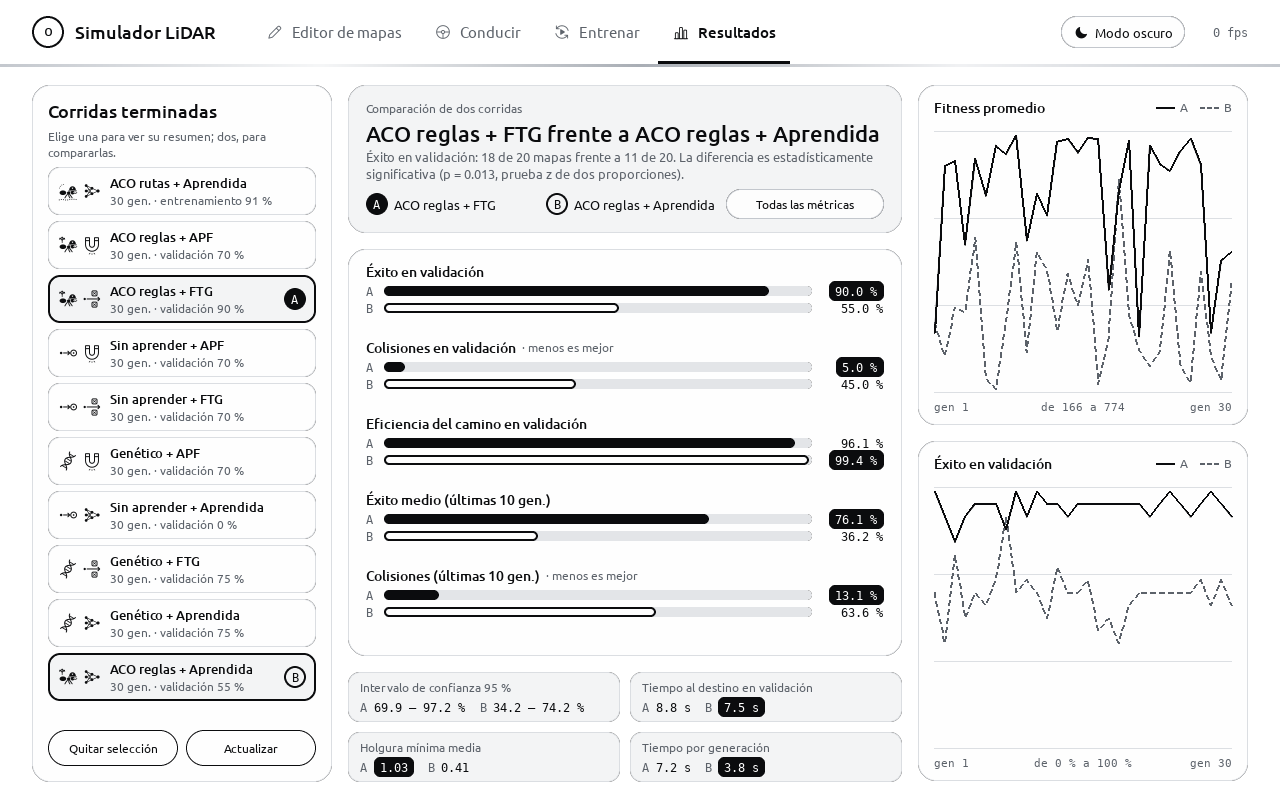 O Simulador LiDAR Editor de mapas Conducir Entrenar Resultados Modo oscuro 0 fps
Corridas terminadas
Elige una para ver su resumen; dos, para
compararlas.
ACO rutas + Aprendida
30 gen. · entrenamiento 91 %
ACO reglas + APF
30 gen. · validación 70 %
ACO reglas + FTG
30 gen. · validación 90 %
A
Sin aprender + APF
30 gen. · validación 70 %
Sin aprender + FTG
30 gen. · validación 70 %
Genético + APF
30 gen. · validación 70 %
Sin aprender + Aprendida
30 gen. · validación 0 %
Genético + FTG
30 gen. · validación 75 %
Genético + Aprendida
30 gen. · validación 75 %
ACO reglas + Aprendida
30 gen. · validación 55 %
B
Quitar selección Actualizar
Comparación de dos corridas
ACO reglas + FTG frente a ACO reglas + Aprendida
Éxito en validación: 18 de 20 mapas frente a 11 de 20. La diferencia es estadísticamente
significativa (p = 0.013, prueba z de dos proporciones).
A ACO reglas + FTG B ACO reglas + Aprendida Todas las métricas
Éxito en validación
A 90.0 %
B 55.0 %
Colisiones en validación · menos es mejor
A 5.0 %
B 45.0 %
Eficiencia del camino en validación
A 96.1 %
B 99.4 %
Éxito medio (últimas 10 gen.)
A 76.1 %
B 36.2 %
Colisiones (últimas 10 gen.) · menos es mejor
A 13.1 %
B 63.6 %
Intervalo de confianza 95 %
A 69.9 – 97.2 % B 34.2 – 74.2 %
Tiempo al destino en validación
A 8.8 s B 7.5 s
Holgura mínima media
A 1.03 B 0.41
Tiempo por generación
A 7.2 s B 3.8 s
Fitness promedio A B
gen 1 de 166 a 774 gen 30
Éxito en validación A B
gen 1 de 0 % a 100 % gen 30